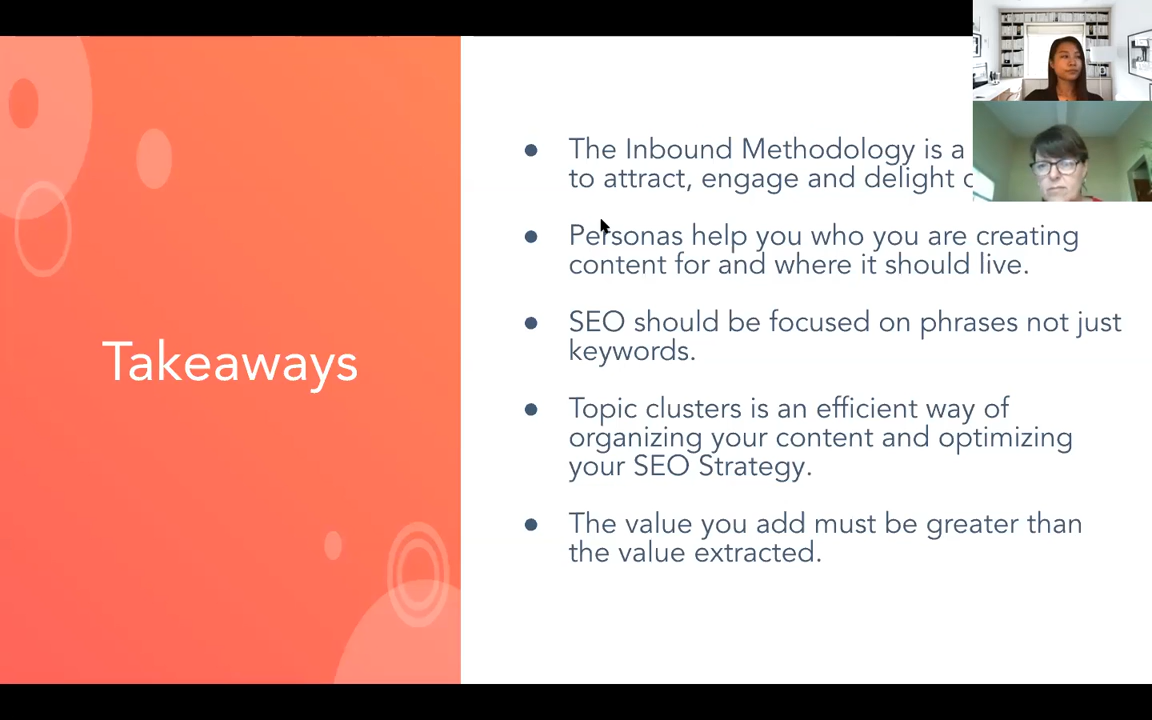 Takeaways
The Inbound Methodology is a
to attract, engage and delight
Personas help you who you are creating
content for and where it should live.
SEO should be focused on phrases not just
keywords.
Topic clusters is an efficient way of
organizing your content and optimizing
your SEO Strategy.
The value you add must be greater than
the value extracted.